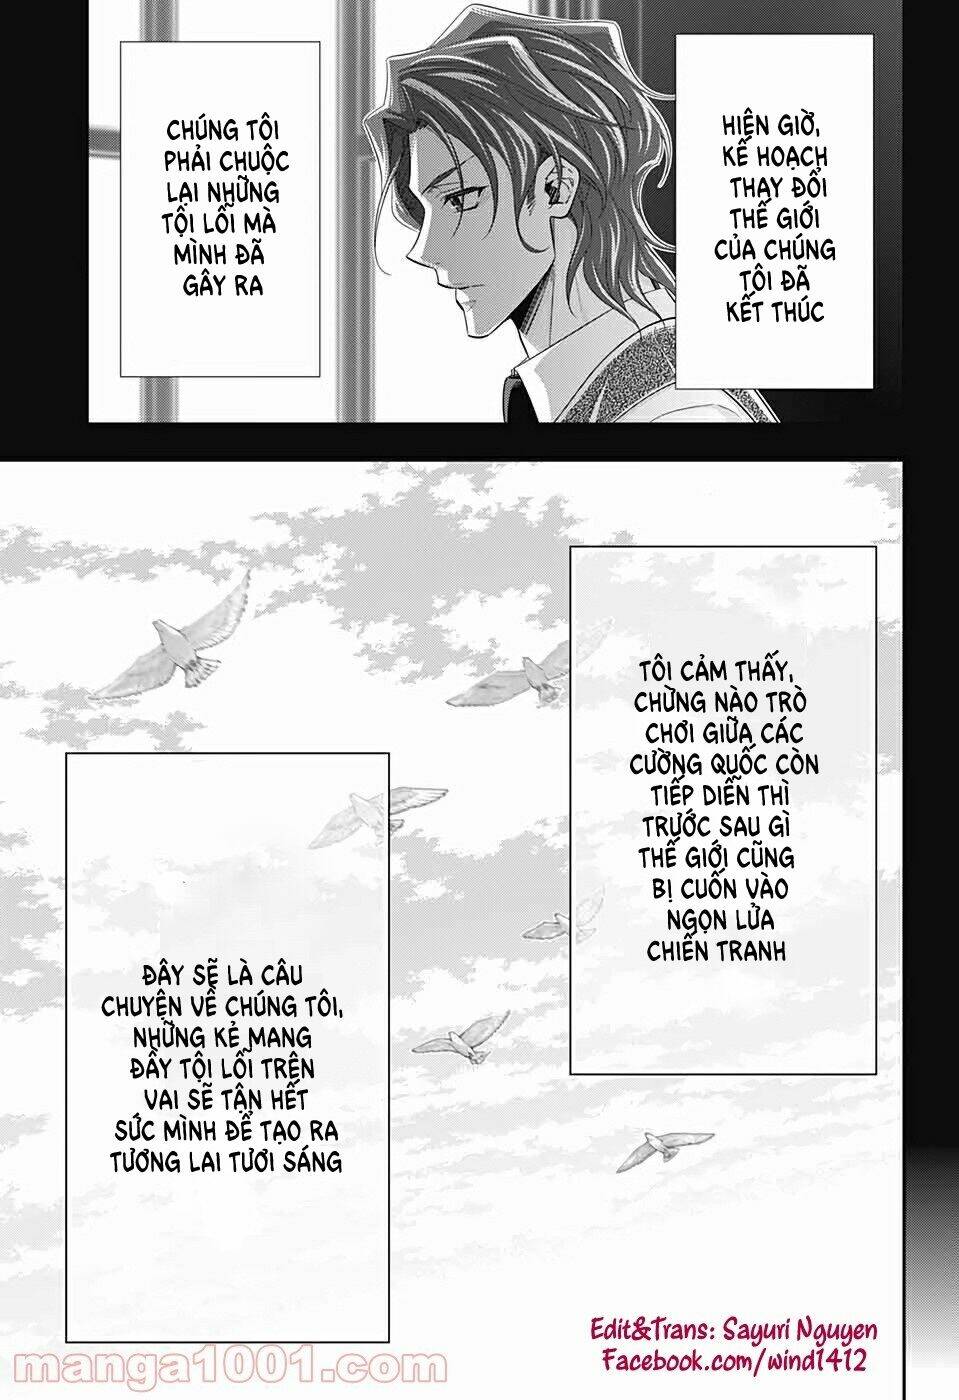 HIỆN GIỜ,
KẾ HOẠCH
THAY ĐỔI
THẾ GIỚI
CỦA CHÚNG
TÔI ĐÃ
KẾT THÚC
CHÚNG TÔI
PHẢI CHUỘC
LẠI NHỮNG
TỘI LỖI MÀ
MÌNH ĐÃ
GÂY RA
TÔI CẢM THẤY,
CHỪNG NÀO TRÒ
CHƠI GIỮA CÁC
CƯỜNG QUỐC CÒN
TIẾP DIỄN THÌ
TRƯỚC SAU GÌ
THẾ GIỚI CŨNG
BỊ CUỐN VÀO
NGỌN LỬA
CHIẾN TRANH
ĐÂY SẼ LÀ CÂU
CHUYỆN VỀ CHÚNG TÔI,
NHỮNG KẺ MANG
ĐẦY TỘI LỖI TRÊN
VAI SẼ TẬN HẾT
SỨC MÌNH ĐỂ TẠO RA
TƯƠNG LAI TƯƠI SÁNG
Edit&Trans: Sayuri Nguyen
Facebook.com/wind1412
manga1001.com